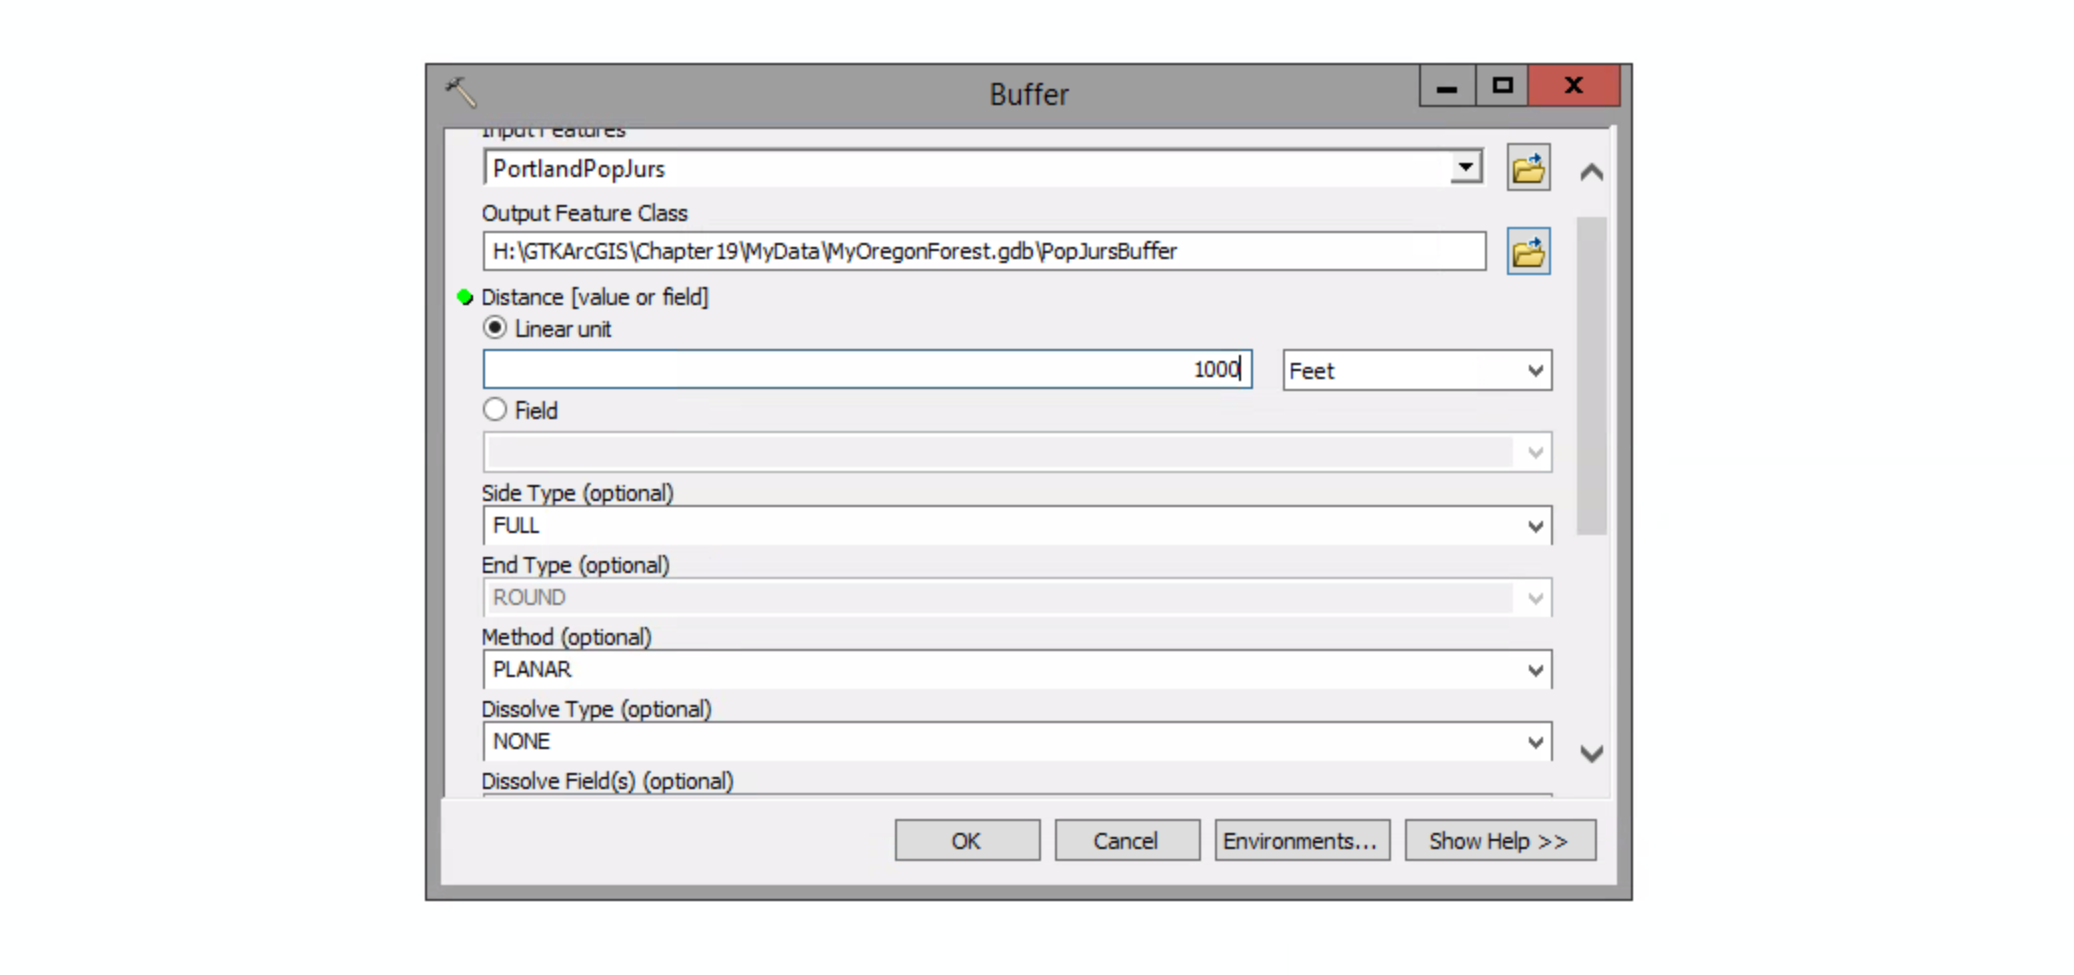 Buffer
Input Features
PortlandPopJurs
Output Feature Class
H:\GTKArcGIS\Chapter19\MyData\MyOregonForest.gdb\PopJursBuffer
Distance [value or field]
Linear unit
1000 Feet
Field
Side Type (optional)
FULL
End Type (optional)
ROUND
Method (optional)
PLANAR
Dissolve Type (optional)
NONE
Dissolve Field(s) (optional)
OK Cancel Environments... Show Help >>